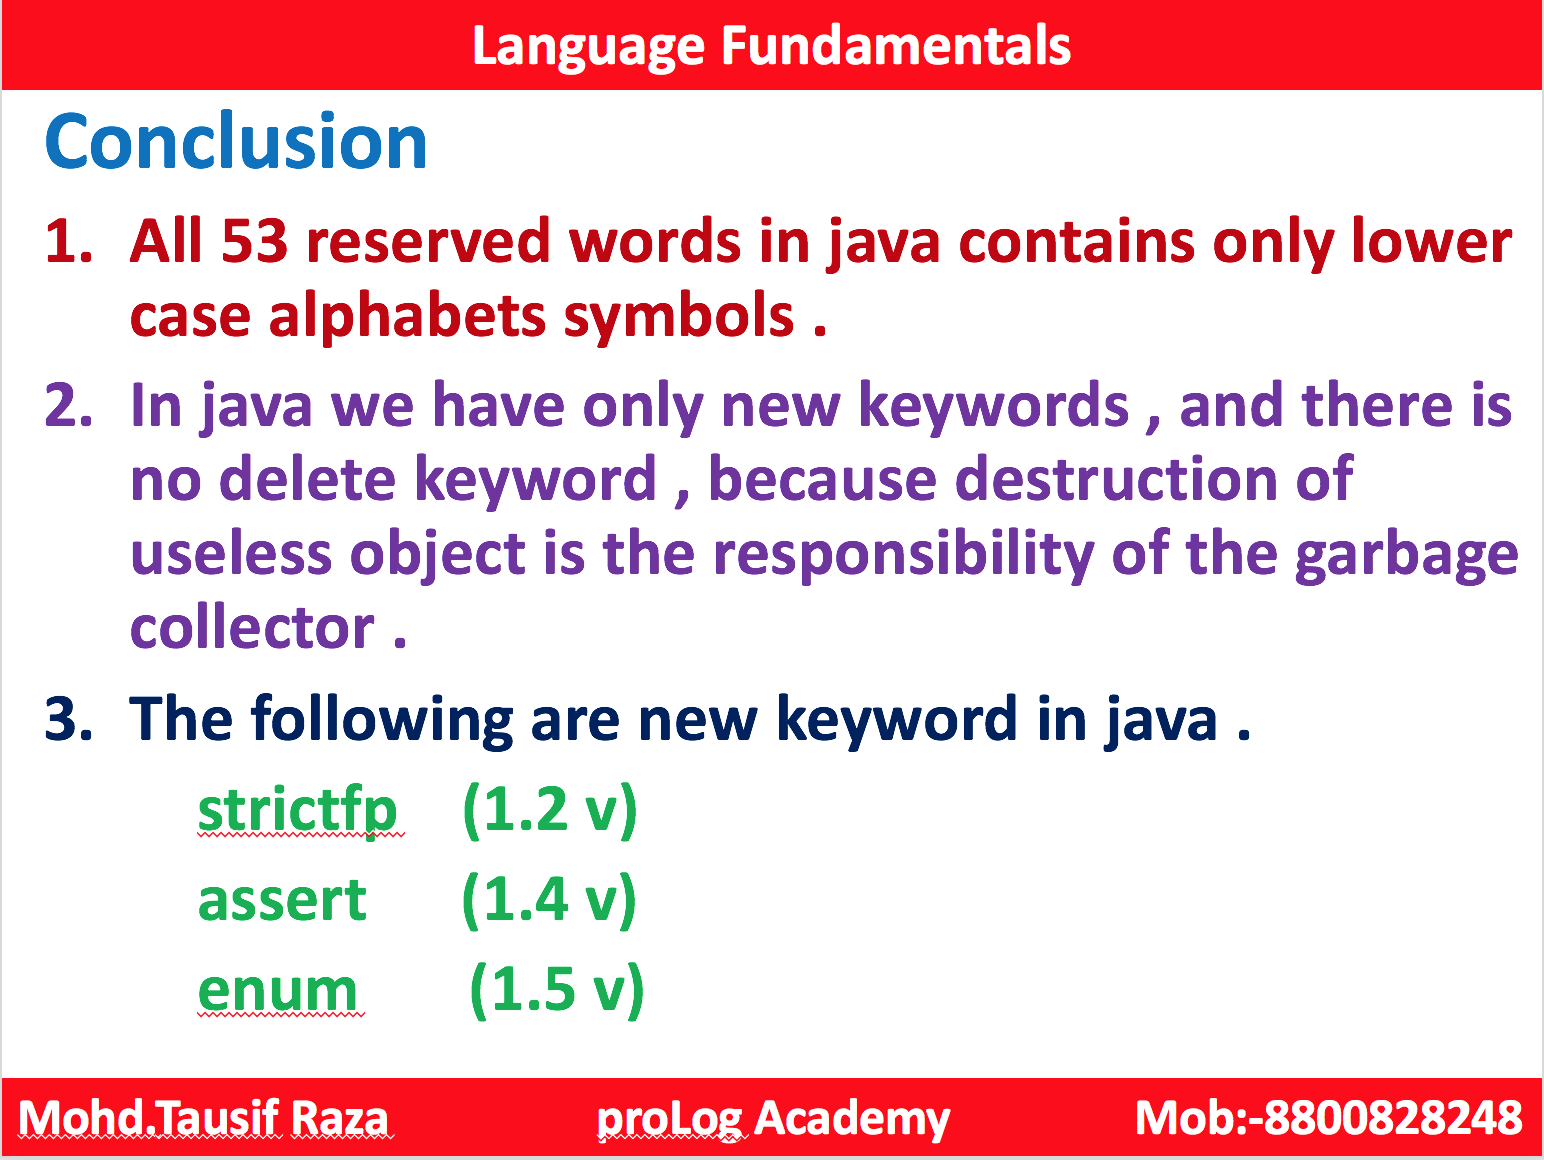 Language Fundamentals
Conclusion
1. All 53 reserved words in java contains only lower
case alphabets symbols .
2. In java we have only new keywords , and there is
no delete keyword , because destruction of
useless object is the responsibility of the garbage
collector .
3. The following are new keyword in java .
strictfp (1.2 v)
assert (1.4 v)
enum (1.5 v)
Mohd.Tausif Raza proLog Academy Mob:-8800828248